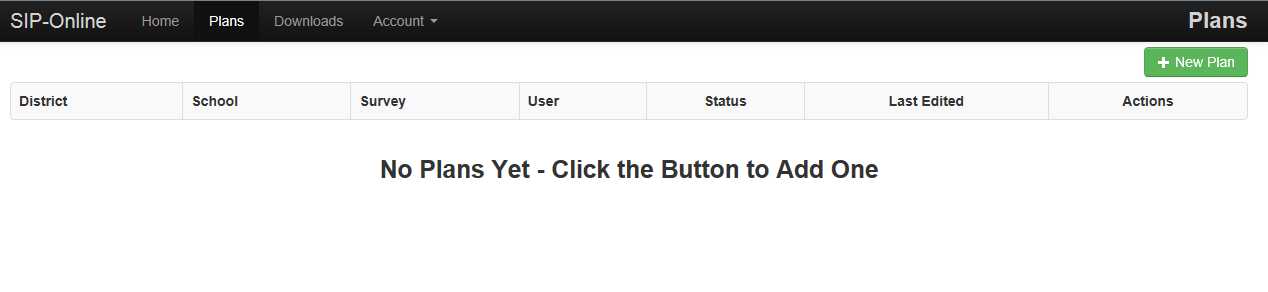 SIP-Online Home Plans Downloads Account Plans
New Plan
District School Survey User Status Last Edited Actions
No Plans Yet - Click the Button to Add One